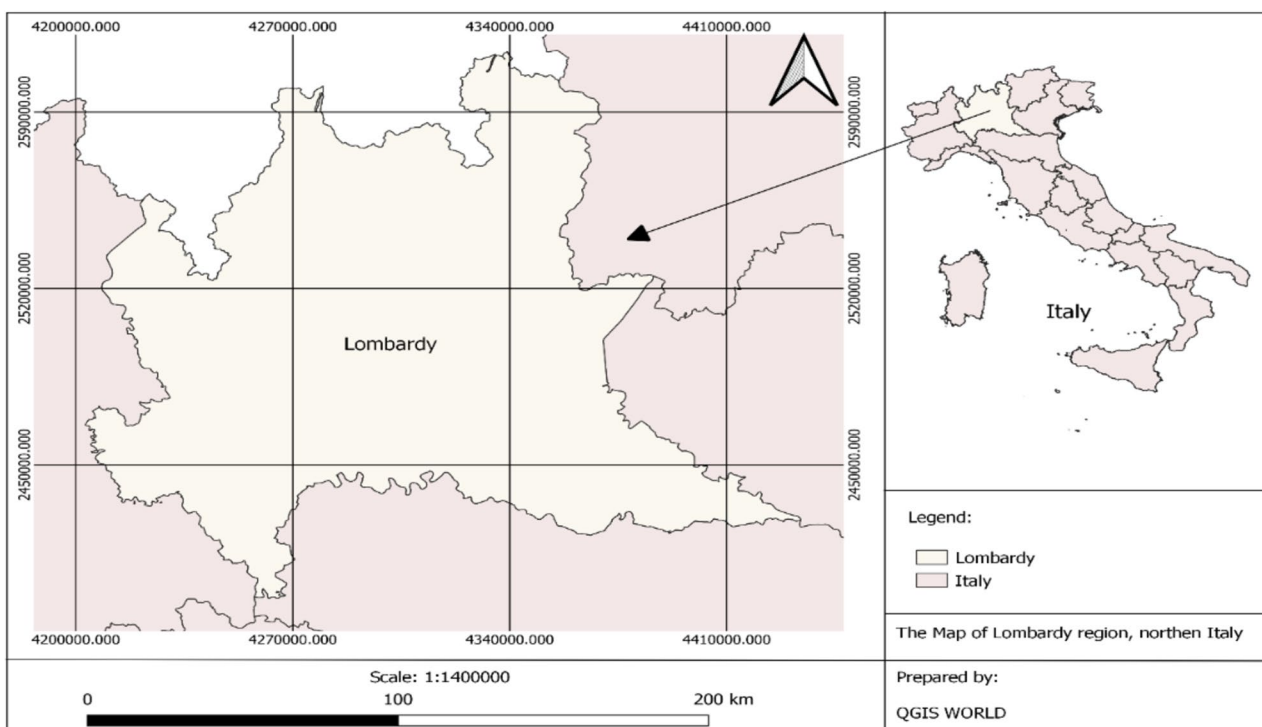 4200000.000 4270000.000 4340000.000 4410000.000
2590000.000 2590000.000
2520000.000 2520000.000
Lombardy
2450000.000 2450000.000
4200000.000 4270000.000 4340000.000 4410000.000
Italy
Legend:
Lombardy
Italy
The Map of Lombardy region, northen Italy
Scale: 1:1400000
0 100 200 km
Prepared by:
QGIS WORLD